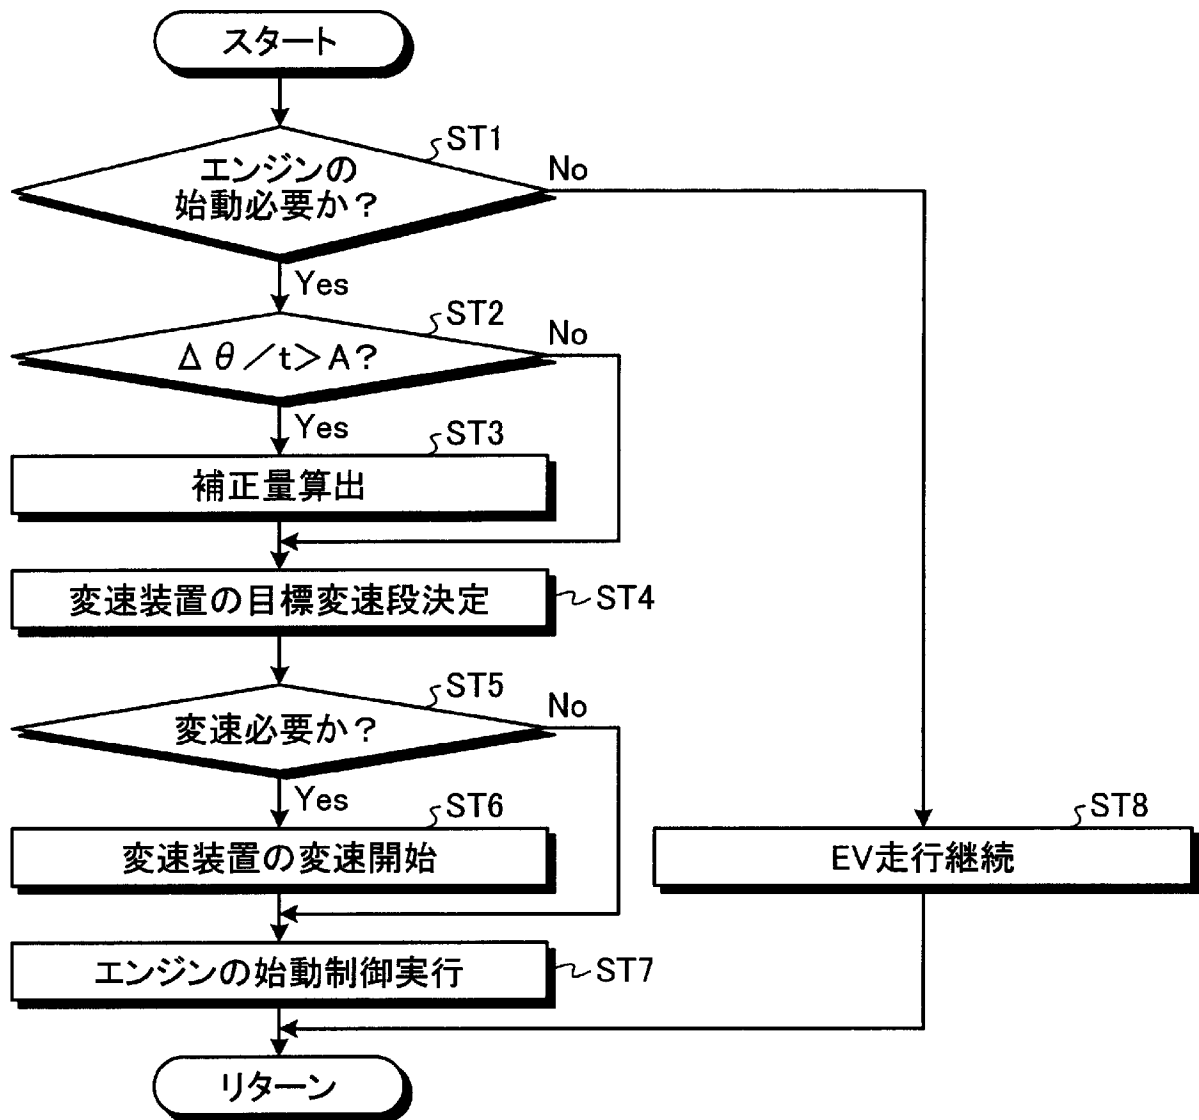 スタート
ST1
エンジンの
始動必要か？
No
Yes
ST2
Δθ／t＞A？
No
Yes
ST3
補正量算出
変速装置の目標変速段決定
ST4
ST5
変速必要か？
No
Yes
ST6
変速装置の変速開始
ST8
EV走行継続
エンジンの始動制御実行
ST7
リターン